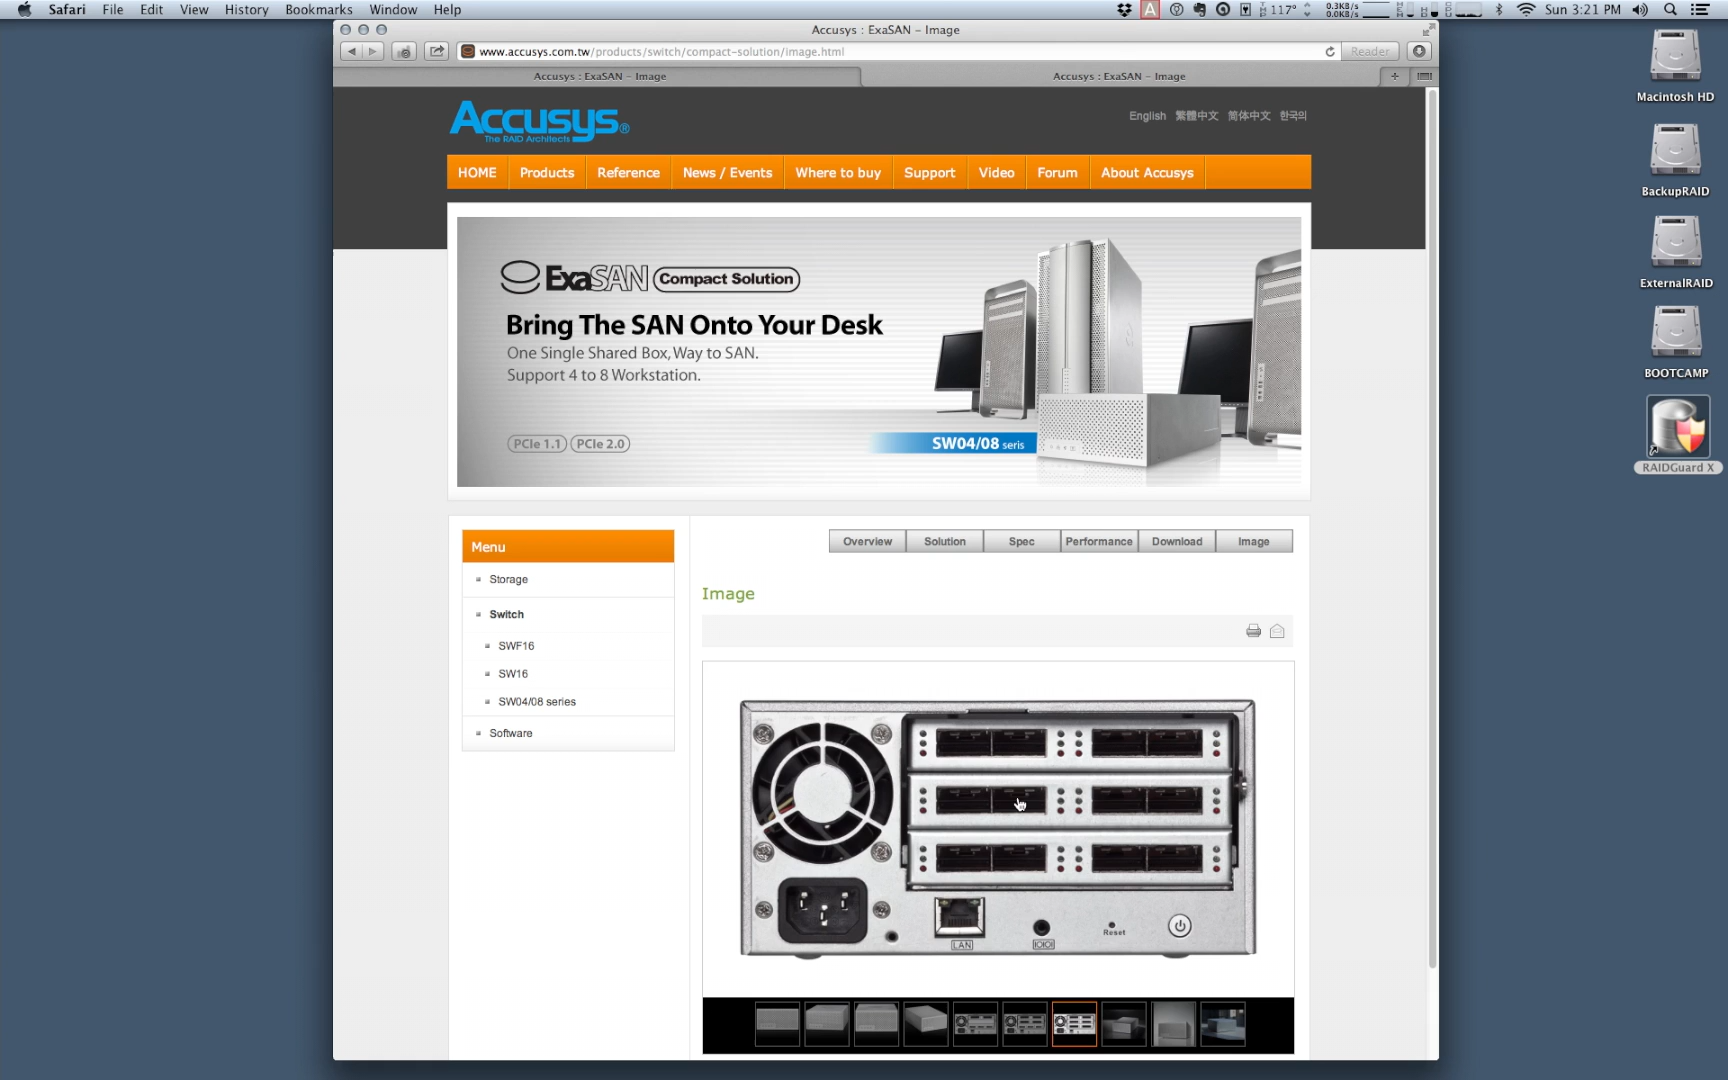 Safari File Edit View History Bookmarks Window Help
117° 0.3KB/s 0.0KB/s Sun 3:21 PM
Accusys : ExaSAN – Image
www.accusys.com.tw/products/switch/compact-solution/image.html
Reader
Accusys : ExaSAN – Image
Accusys : ExaSAN – Image
Accusys®
The RAID Architects
English 繁體中文 简体中文 한국의
HOME Products Reference News / Events Where to buy Support Video Forum About Accusys
ExaSAN Compact Solution
Bring The SAN Onto Your Desk
One Single Shared Box, Way to SAN.
Support 4 to 8 Workstation.
PCIe 1.1 PCIe 2.0
SW04/08 seris
Menu
Storage
Switch
SWF16
SW16
SW04/08 series
Software
Overview Solution Spec Performance Download Image
Image
LAN
IOIOI
Reset
Macintosh HD
BackupRAID
ExternalRAID
BOOTCAMP
RAIDGuard X